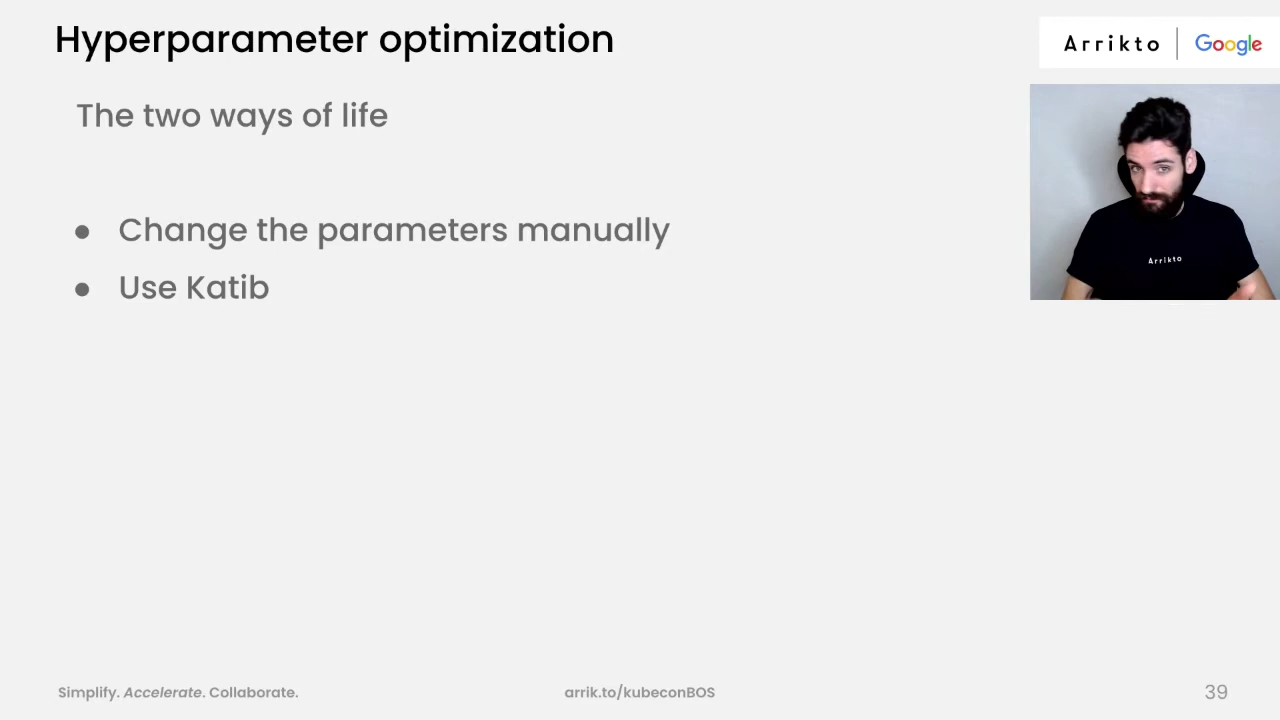 Hyperparameter optimization
Arrikto | Google
The two ways of life
● Change the parameters manually
● Use Katib
Arrikto
Simplify. Accelerate. Collaborate.
arrik.to/kubeconBOS
39